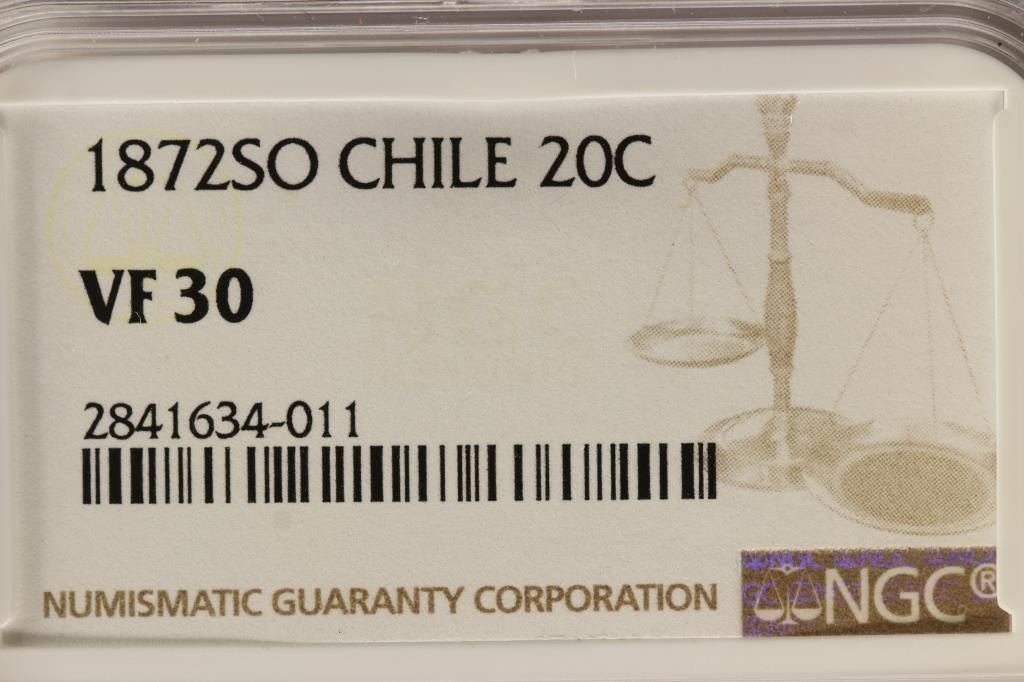 1872SO CHILE 20C
VF 30
2841634-011
NUMISMATIC GUARANTY CORPORATION
NGC®